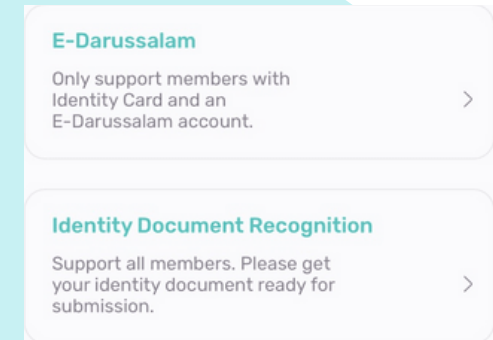 E-Darussalam
Only support members with
Identity Card and an
E-Darussalam account.
Identity Document Recognition
Support all members. Please get
your identity document ready for
submission.